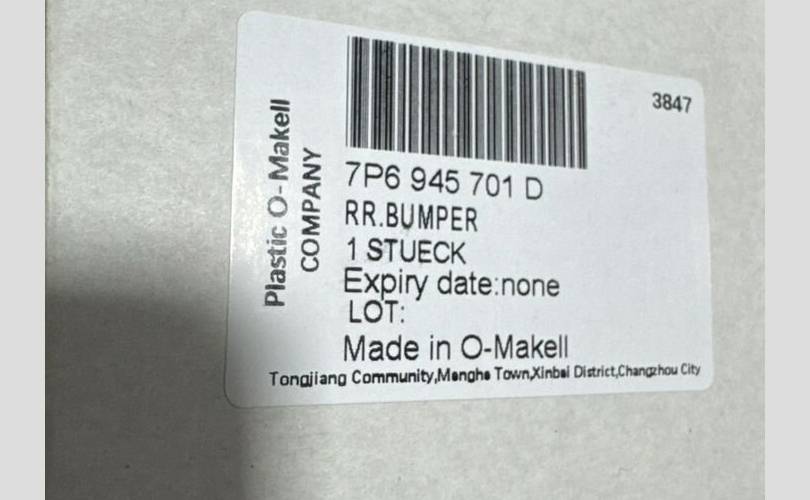 Plastic O-Makell
COMPANY
3847
7P6 945 701 D
RR.BUMPER
1 STUECK
Expiry date:none
LOT:
Made in O-Makell
Tongjiang Community,Menghe Town,Xinbei District,Changzhou City